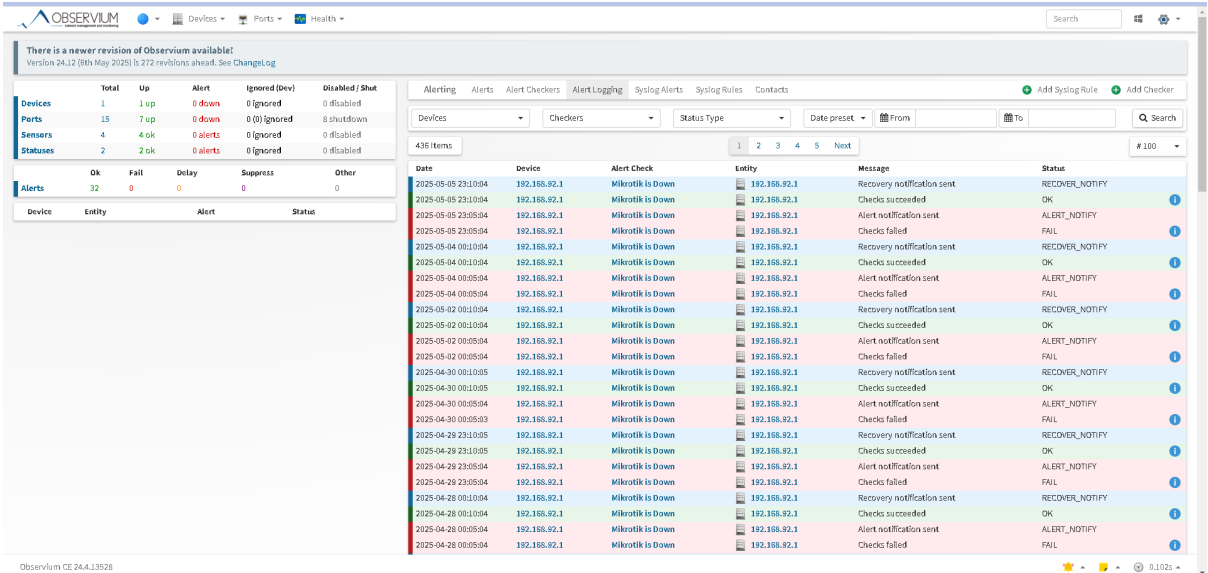 OBSERVIUM Devices Ports Health Search
network management and monitoring
There is a newer revision of Observium available!
Version 24.12 (6th May 2025) is 272 revisions ahead. See ChangeLog
Total Up Alert Ignored (Dev) Disabled / Shut
Devices 1 1 up 0 down 0 ignored 0 disabled
Ports 15 7 up 0 down 0 (0) ignored 8 shutdown
Sensors 4 4 ok 0 alerts 0 ignored 0 disabled
Statuses 2 2 ok 0 alerts 0 ignored 0 disabled
Ok Fail Delay Suppress Other
Alerts 32 0 0 0 0
Device Entity Alert Status
Alerting Alerts Alert Checkers Alert Logging Syslog Alerts Syslog Rules Contacts Add Syslog Rule Add Checker
Devices Checkers Status Type Date preset From To Search
436 Items 1 2 3 4 5 Next # 100
Date Device Alert Check Entity Message Status
2025-05-05 23:10:04 192.168.92.1 Mikrotik is Down 192.168.92.1 Recovery notification sent RECOVER_NOTIFY
2025-05-05 23:10:04 192.168.92.1 Mikrotik is Down 192.168.92.1 Checks succeeded OK
2025-05-05 23:05:04 192.168.92.1 Mikrotik is Down 192.168.92.1 Alert notification sent ALERT_NOTIFY
2025-05-05 23:05:04 192.168.92.1 Mikrotik is Down 192.168.92.1 Checks failed FAIL
2025-05-04 00:10:04 192.168.92.1 Mikrotik is Down 192.168.92.1 Recovery notification sent RECOVER_NOTIFY
2025-05-04 00:10:04 192.168.92.1 Mikrotik is Down 192.168.92.1 Checks succeeded OK
2025-05-04 00:05:04 192.168.92.1 Mikrotik is Down 192.168.92.1 Alert notification sent ALERT_NOTIFY
2025-05-04 00:05:04 192.168.92.1 Mikrotik is Down 192.168.92.1 Checks failed FAIL
2025-05-02 00:10:04 192.168.92.1 Mikrotik is Down 192.168.92.1 Recovery notification sent RECOVER_NOTIFY
2025-05-02 00:10:04 192.168.92.1 Mikrotik is Down 192.168.92.1 Checks succeeded OK
2025-05-02 00:05:04 192.168.92.1 Mikrotik is Down 192.168.92.1 Alert notification sent ALERT_NOTIFY
2025-05-02 00:05:04 192.168.92.1 Mikrotik is Down 192.168.92.1 Checks failed FAIL
2025-04-30 00:10:05 192.168.92.1 Mikrotik is Down 192.168.92.1 Recovery notification sent RECOVER_NOTIFY
2025-04-30 00:10:05 192.168.92.1 Mikrotik is Down 192.168.92.1 Checks succeeded OK
2025-04-30 00:05:04 192.168.92.1 Mikrotik is Down 192.168.92.1 Alert notification sent ALERT_NOTIFY
2025-04-30 00:05:03 192.168.92.1 Mikrotik is Down 192.168.92.1 Checks failed FAIL
2025-04-29 23:10:05 192.168.92.1 Mikrotik is Down 192.168.92.1 Recovery notification sent RECOVER_NOTIFY
2025-04-29 23:10:05 192.168.92.1 Mikrotik is Down 192.168.92.1 Checks succeeded OK
2025-04-29 23:05:04 192.168.92.1 Mikrotik is Down 192.168.92.1 Alert notification sent ALERT_NOTIFY
2025-04-29 23:05:04 192.168.92.1 Mikrotik is Down 192.168.92.1 Checks failed FAIL
2025-04-28 00:10:04 192.168.92.1 Mikrotik is Down 192.168.92.1 Recovery notification sent RECOVER_NOTIFY
2025-04-28 00:10:04 192.168.92.1 Mikrotik is Down 192.168.92.1 Checks succeeded OK
2025-04-28 00:05:04 192.168.92.1 Mikrotik is Down 192.168.92.1 Alert notification sent ALERT_NOTIFY
2025-04-28 00:05:04 192.168.92.1 Mikrotik is Down 192.168.92.1 Checks failed FAIL
Observium CE 24.4.13528 0.102s